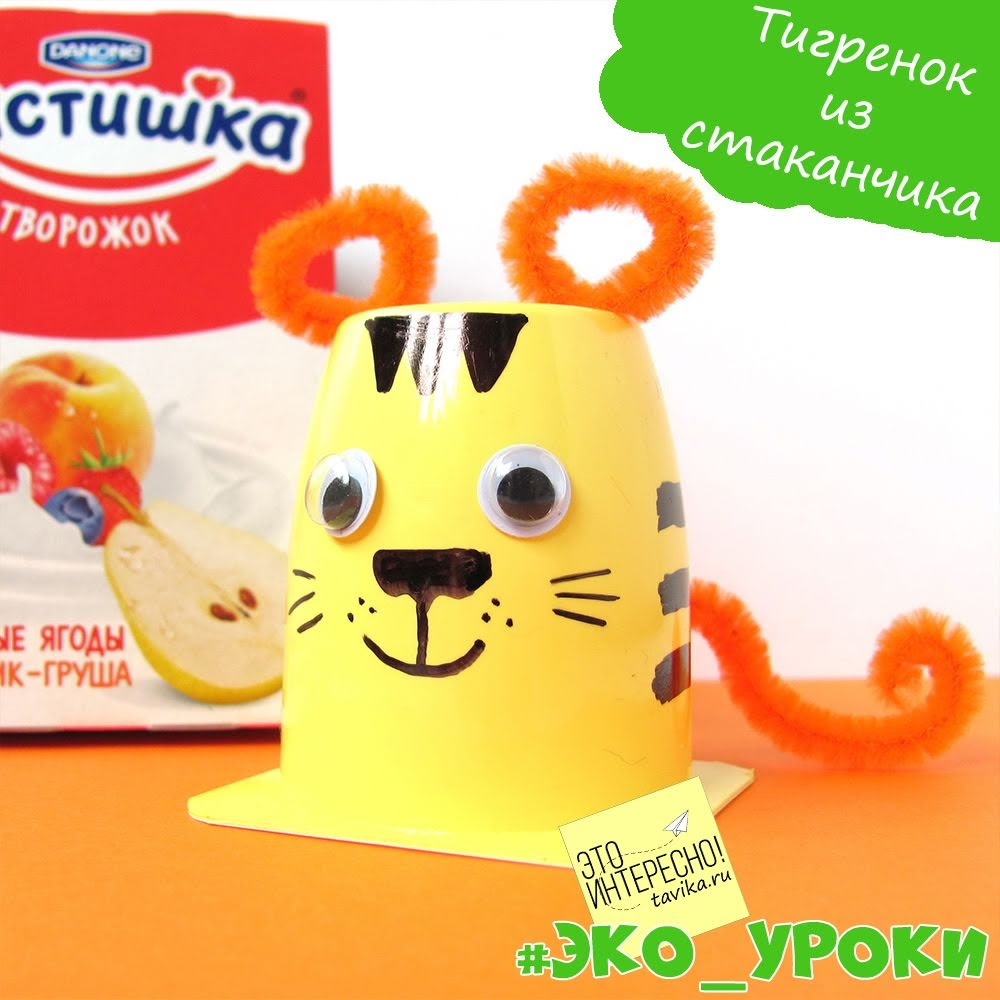 Тигренок
из
стаканчика
DANONE
стишка
ТВОРОЖОК
ЫЕ ЯГОДЫ
ИК-ГРУША
ЭТО
ИНТЕРЕСНО!
tavika.ru
#ЭКО_УРОКИ